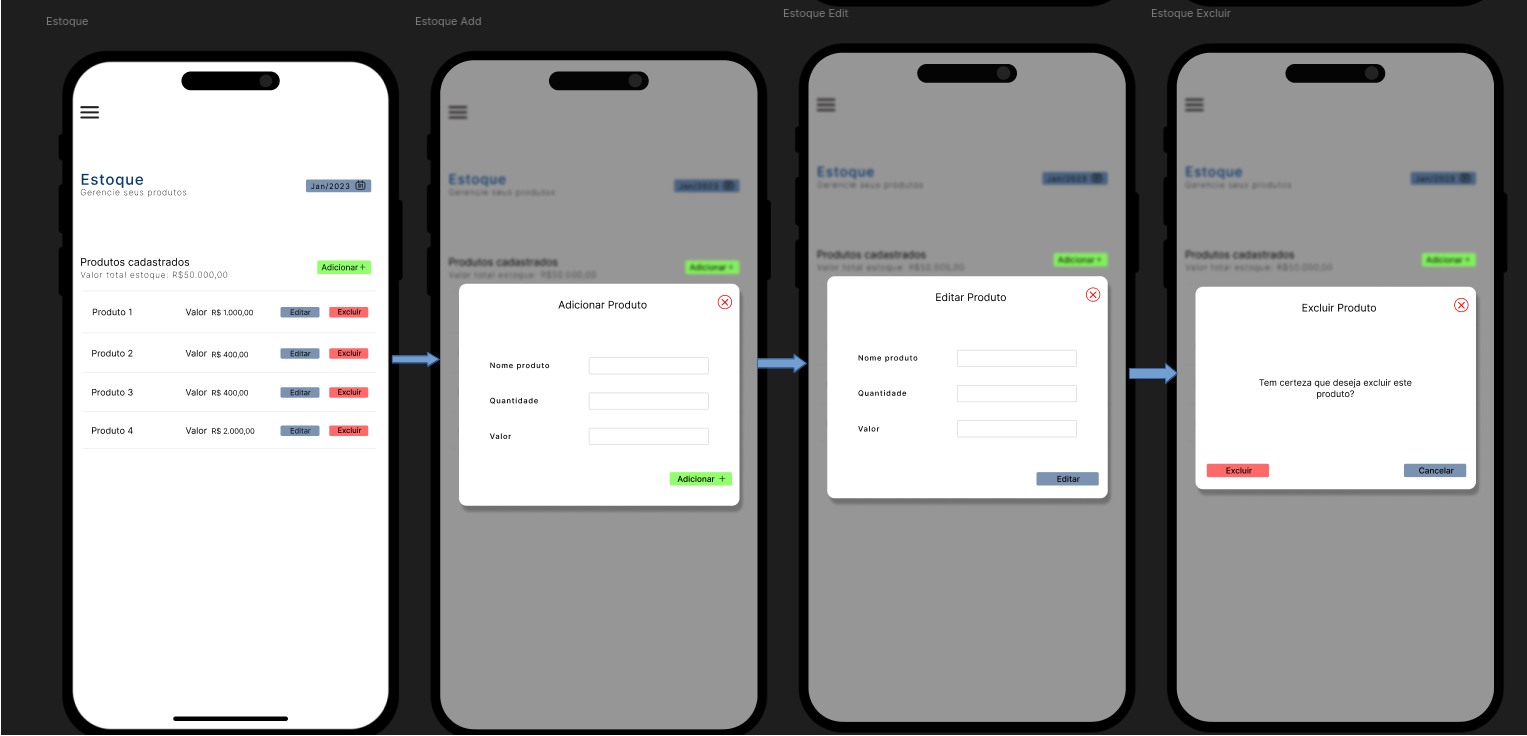 Estoque
Estoque Add
Estoque Edit
Estoque Excluir
Estoque
Gerencie seus produtos
Jan/2023
Produtos cadastrados
Valor total estoque: R$50.000,00
Adicionar +
Produto 1 Valor R$ 1.000,00 Editar Excluir
Produto 2 Valor R$ 400,00 Editar Excluir
Produto 3 Valor R$ 400,00 Editar Excluir
Produto 4 Valor R$ 2.000,00 Editar Excluir
Estoque
Gerencie seus produtos
Jan/2023
Produtos cadastrados
Valor total estoque: R$50.000,00
Adicionar +
Adicionar Produto
Nome produto
Quantidade
Valor
Adicionar +
Estoque
Gerencie seus produtos
Jan/2023
Produtos cadastrados
Valor total estoque: R$50.000,00
Adicionar +
Editar Produto
Nome produto
Quantidade
Valor
Editar
Estoque
Gerencie seus produtos
Jan/2023
Produtos cadastrados
Valor total estoque: R$50.000,00
Adicionar +
Excluir Produto
Tem certeza que deseja excluir este
produto?
Excluir Cancelar